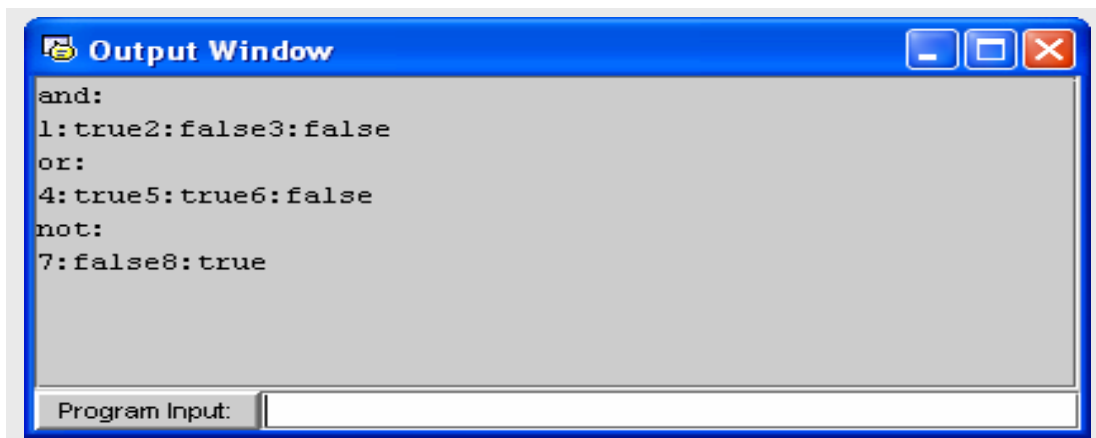 Output Window
and:
1:true2:false3:false
or:
4:true5:true6:false
not:
7:false8:true
Program Input: